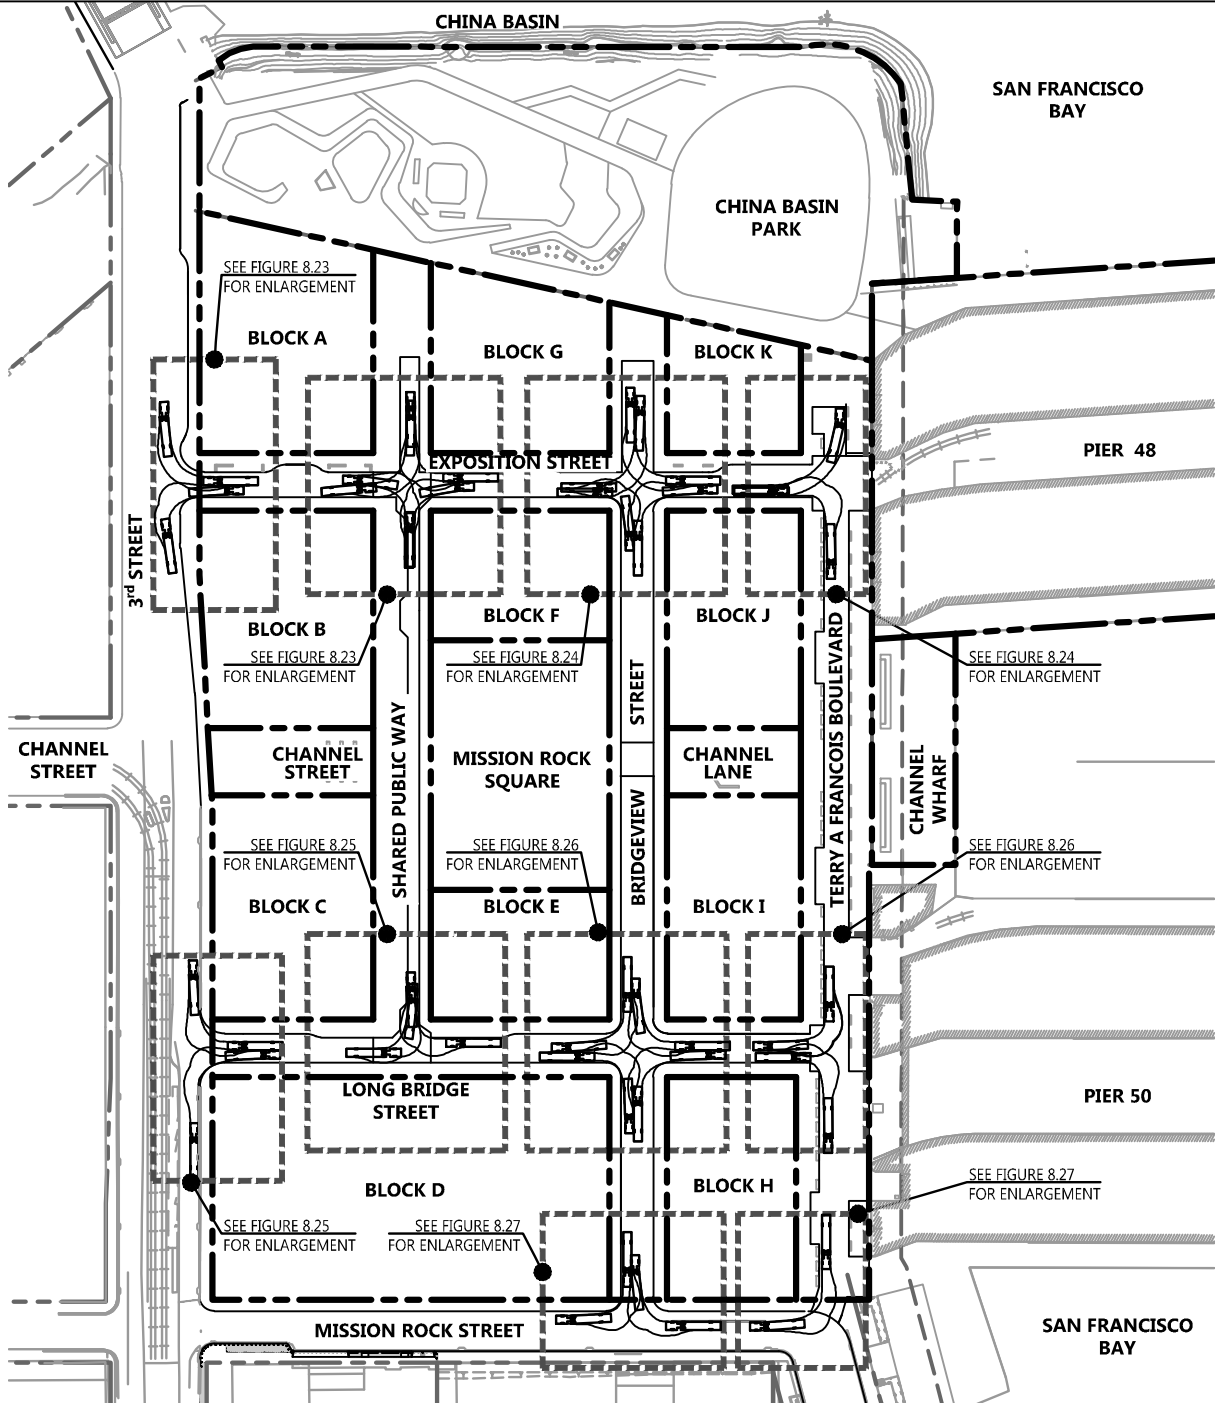 CHINA BASIN
SAN FRANCISCO
BAY
CHINA BASIN
PARK
SEE FIGURE 8.23
FOR ENLARGEMENT
BLOCK A
BLOCK G
BLOCK K
PIER 48
EXPOSITION STREET
3rd STREET
BLOCK B
BLOCK F
BLOCK J
SEE FIGURE 8.23
FOR ENLARGEMENT
SEE FIGURE 8.24
FOR ENLARGEMENT
SEE FIGURE 8.24
FOR ENLARGEMENT
CHANNEL
STREET
CHANNEL
STREET
SHARED PUBLIC WAY
MISSION ROCK
SQUARE
BRIDGEVIEW
STREET
CHANNEL
LANE
TERRY A FRANCOIS BOULEVARD
CHANNEL
WHARF
SEE FIGURE 8.25
FOR ENLARGEMENT
SEE FIGURE 8.26
FOR ENLARGEMENT
SEE FIGURE 8.26
FOR ENLARGEMENT
BLOCK C
BLOCK E
BLOCK I
LONG BRIDGE
STREET
PIER 50
BLOCK D
BLOCK H
SEE FIGURE 8.27
FOR ENLARGEMENT
SEE FIGURE 8.25
FOR ENLARGEMENT
SEE FIGURE 8.27
FOR ENLARGEMENT
MISSION ROCK STREET
SAN FRANCISCO
BAY